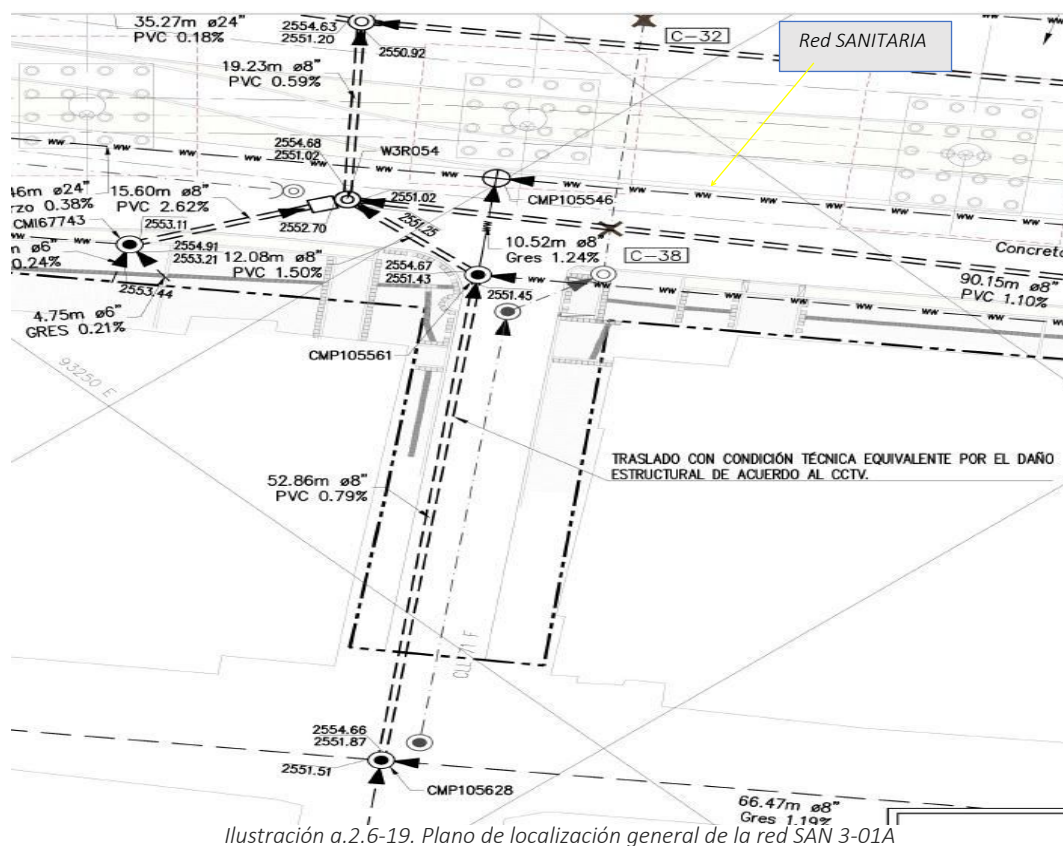 35.27m ø24"
PVC 0.18%
2554.63
2551.20
2550.92
C-32
Red SANITARIA
19.23m ø8"
PVC 0.59%
WW WW WW WW
2554.68
2551.02
W3R054
46m ø24"
rzo 0.38%
15.60m ø8"
PVC 2.62%
CMI67743
2553.11
2551.02
2552.70
2551.25
CMP105546
10.52m ø8"
Gres 1.24%
Concreto
C-38
m ø6"
0.24%
2554.91
2553.21
12.08m ø8"
PVC 1.50%
2554.67
2551.43
2551.45
90.15m ø8"
PVC 1.10%
2553.44
4.75m ø6"
GRES 0.21%
CMP105561
93250 E
TRASLADO CON CONDICIÓN TÉCNICA EQUIVALENTE POR EL DAÑO
ESTRUCTURAL DE ACUERDO AL CCTV.
52.86m ø8"
PVC 0.79%
2554.66
2551.87
2551.51
CMP105628
66.47m ø8"
Gres 1.19%
Ilustración a.2.6-19. Plano de localización general de la red SAN 3-01A